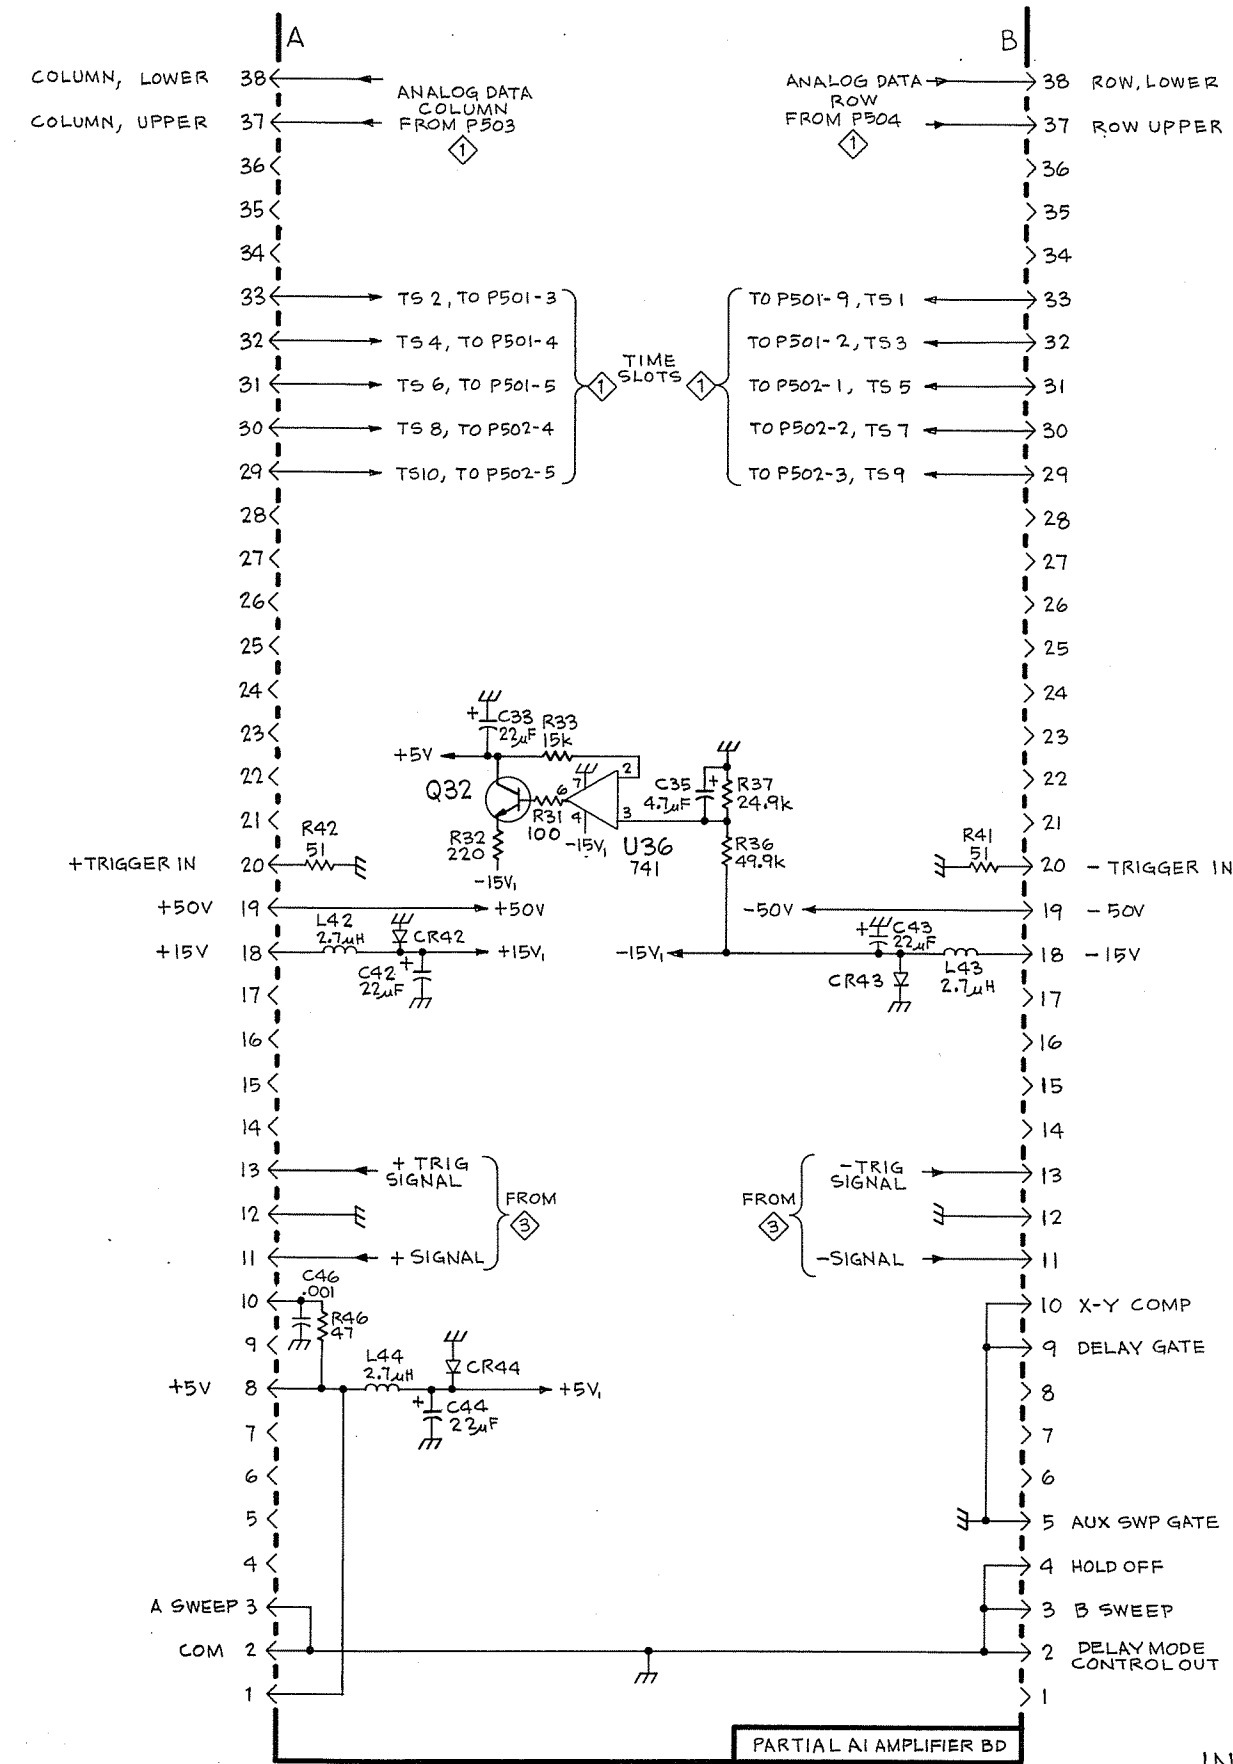 A
B
COLUMN, LOWER 38
ANALOG DATA
COLUMN
FROM P503
1
COLUMN, UPPER 37
36
35
34
33 TS 2, TO P501-3
32 TS 4, TO P501-4
31 TS 6, TO P501-5
30 TS 8, TO P502-4
29 TS10, TO P502-5
1
TIME
SLOTS
1
ANALOG DATA
ROW
FROM P504
1
38 ROW, LOWER
37 ROW UPPER
36
35
34
TO P501-9, TS 1 33
TO P501-2, TS 3 32
TO P502-1, TS 5 31
TO P502-2, TS 7 30
TO P502-3, TS 9 29
28
27
26
25
24
23
22
21
28
27
26
25
24
23
22
21
+ C33
22µF
R33
15k
+5V
Q32
7
6
4
2
3
R31
100
-15V1
R32
220
-15V1
U36
741
C35 +
4.7µF
R37
24.9k
R36
49.9k
+TRIGGER IN 20
R42
51
R41
51
20 - TRIGGER IN
+50V 19 +50V
-50V 19 - 50V
+15V 18
L42
2.7µH
CR42
+15V1
C42 +
22µF
-15V1
+ C43
22µF
CR43
L43
2.7µH
18 - 15V
17
16
15
14
17
16
15
14
13 + TRIG
SIGNAL
12
11 + SIGNAL
FROM
3
FROM
3
-TRIG
SIGNAL 13
12
-SIGNAL 11
10
C46
.001
R46
47
9
+5V 8
L44
2.7µH
CR44
+5V1
+ C44
22µF
7
6
5
4
A SWEEP 3
COM 2
1
10 X-Y COMP
9 DELAY GATE
8
7
6
5 AUX SWP GATE
4 HOLD OFF
3 B SWEEP
2 DELAY MODE
CONTROL OUT
1
PARTIAL A1 AMPLIFIER BD